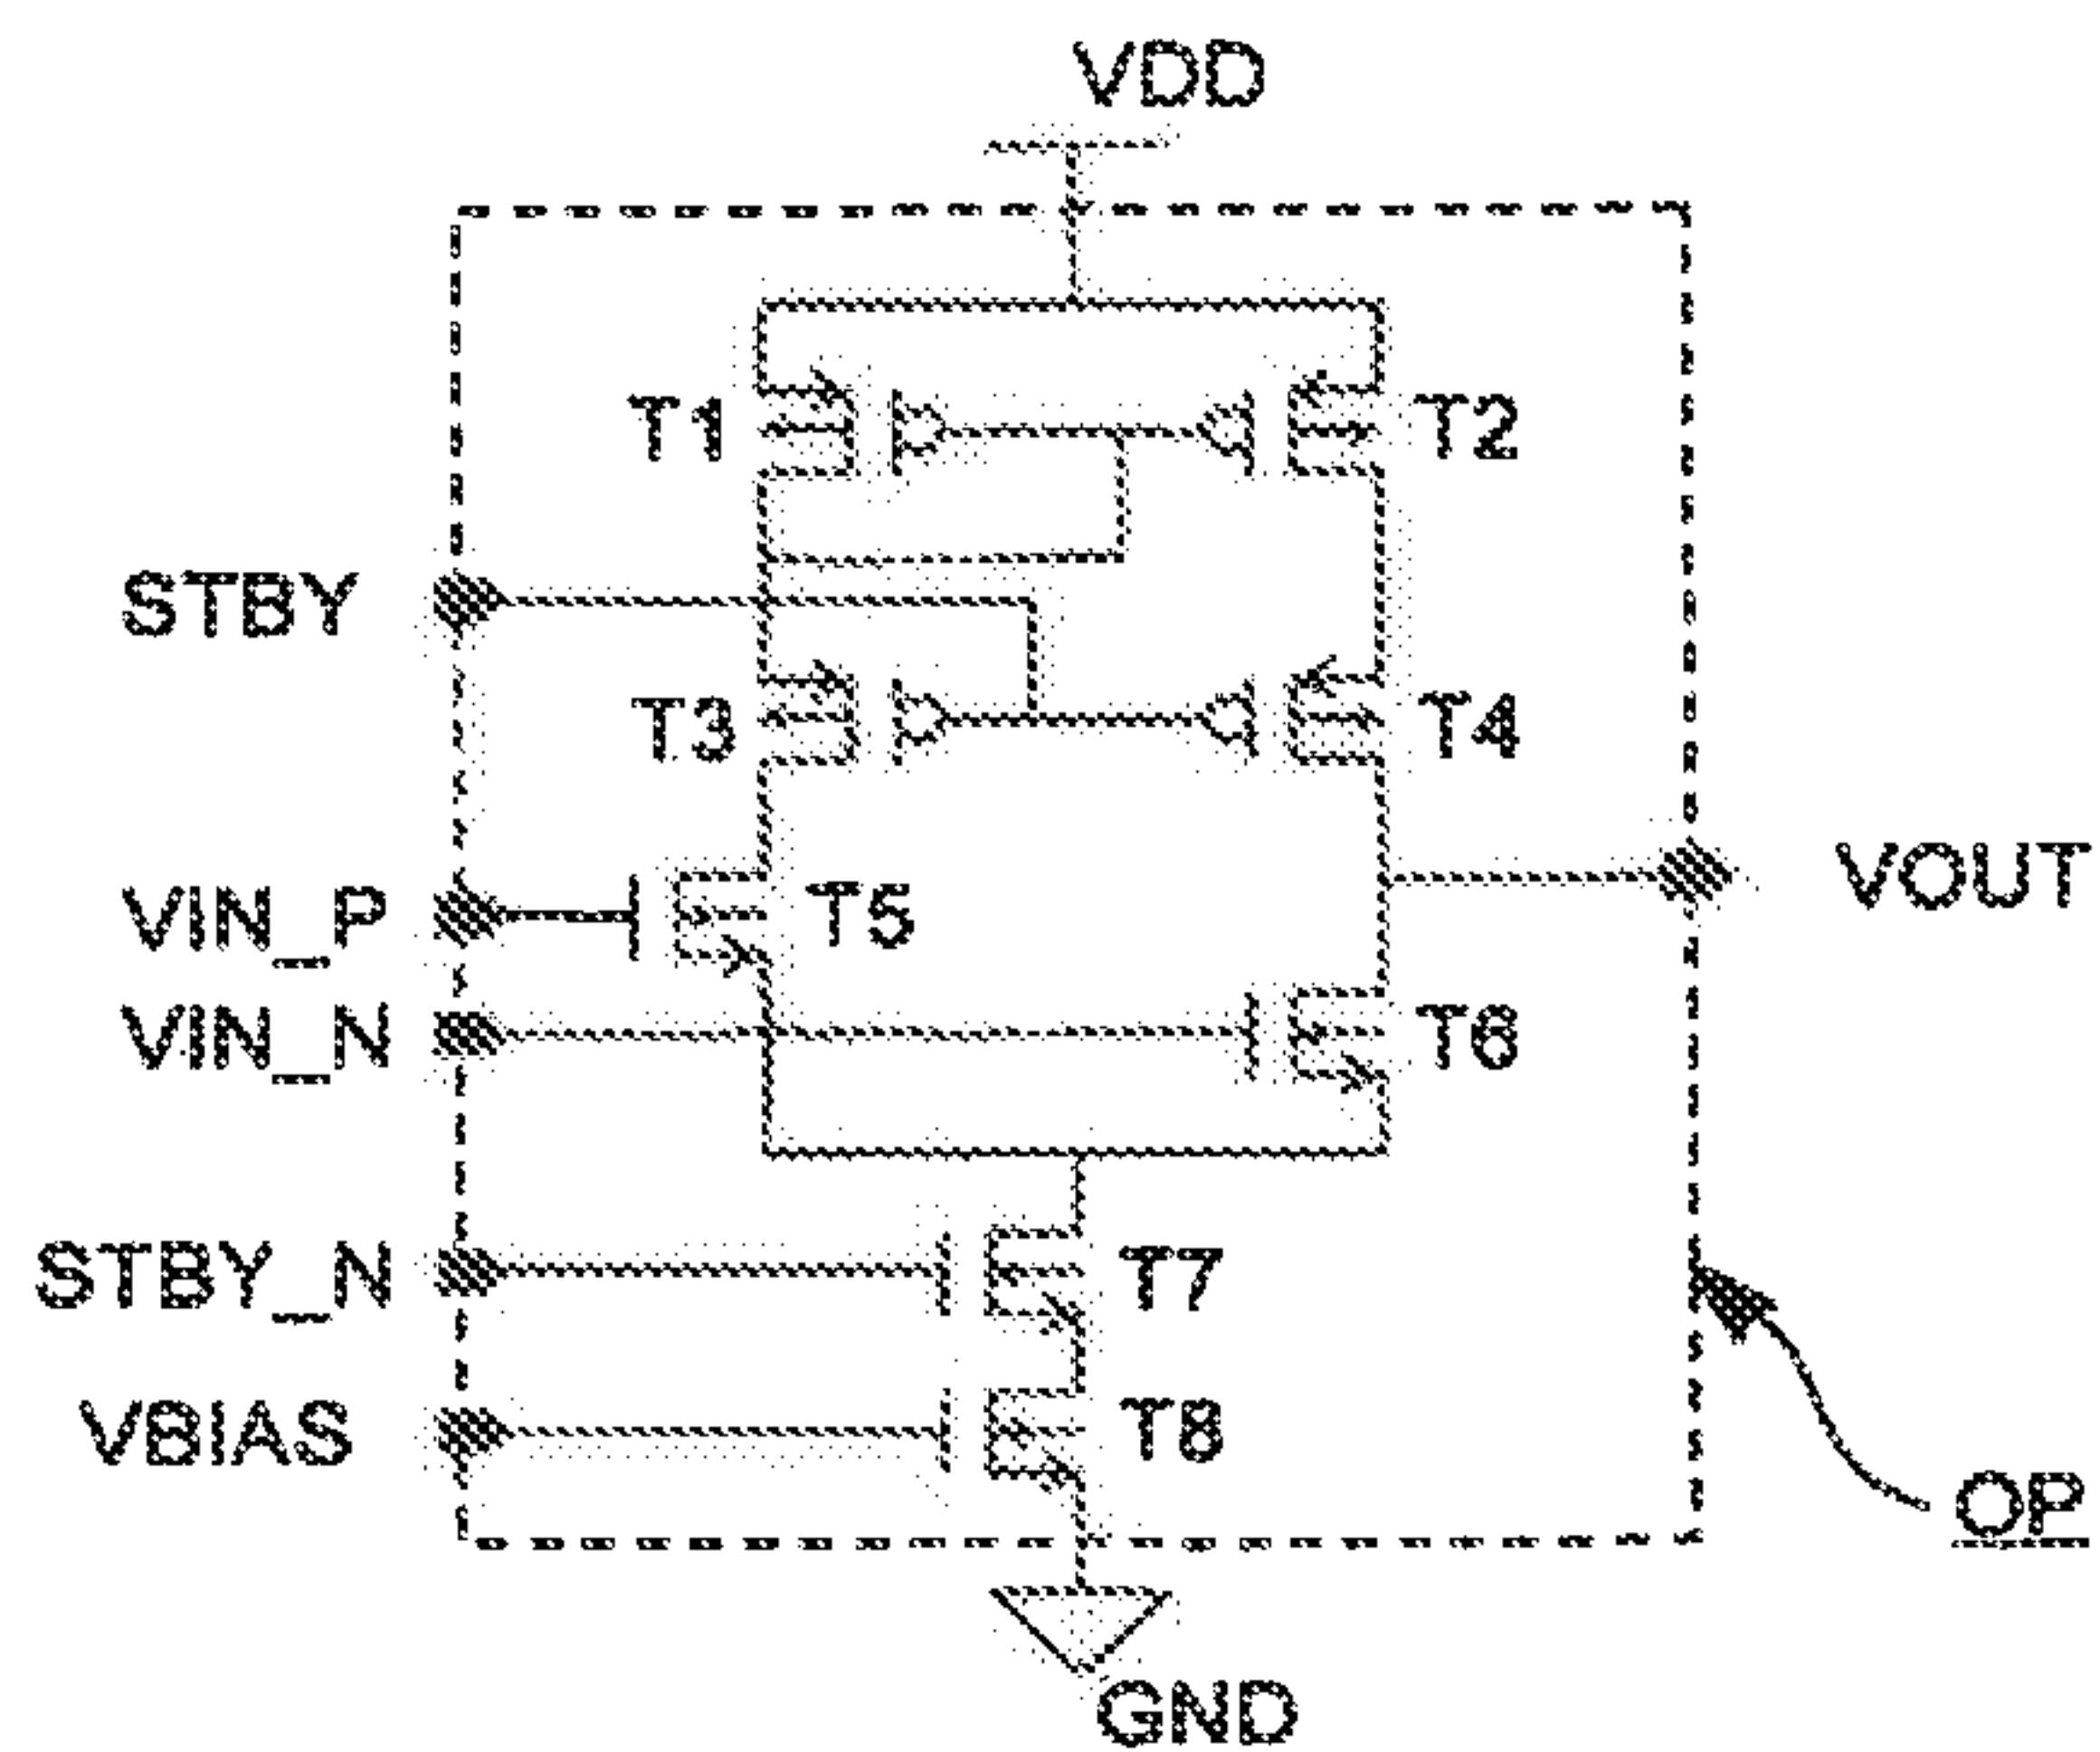 VDD
T1
T2
STBY
T3
T4
VIN_P
T5
VOUT
VIN_N
T6
STBY_N
T7
VBIAS
T8
OP
GND